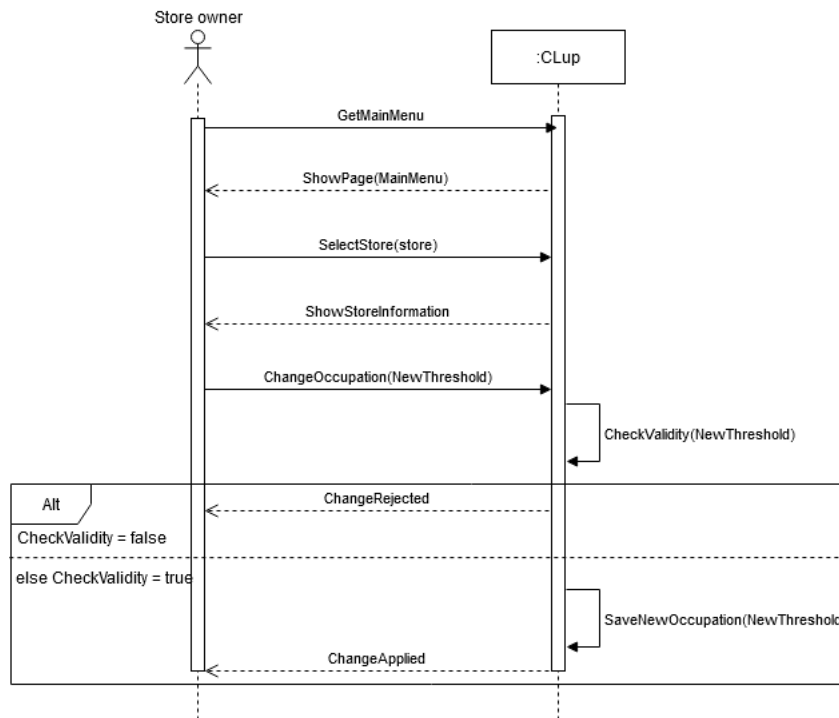 Store owner
:CLup
GetMainMenu
ShowPage(MainMenu)
SelectStore(store)
ShowStoreInformation
ChangeOccupation(NewThreshold)
CheckValidity(NewThreshold)
Alt
ChangeRejected
CheckValidity = false
else CheckValidity = true
SaveNewOccupation(NewThreshold
ChangeApplied